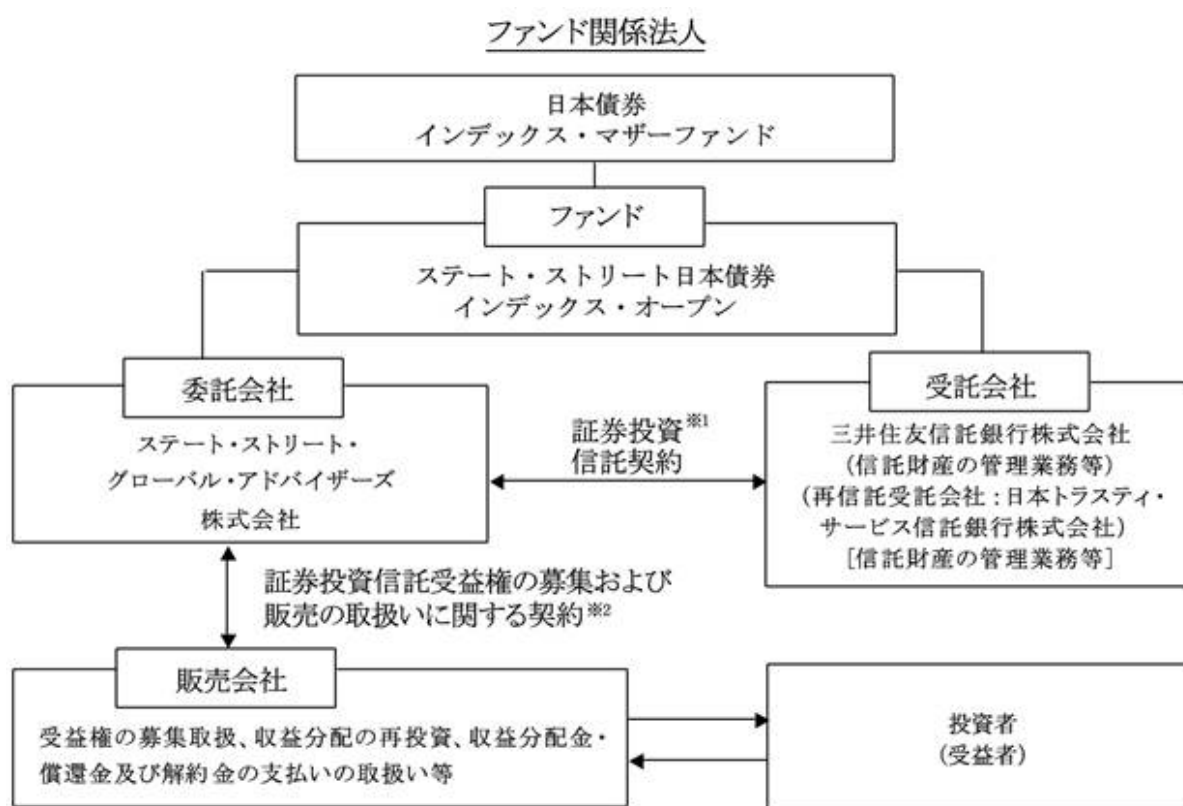 ファンド関係法人
日本債券
インデックス・マザーファンド
ファンド
ステート・ストリート日本債券
インデックス・オープン
委託会社
ステート・ストリート・
グローバル・アドバイザーズ
株式会社
証券投資※1
信託契約
受託会社
三井住友信託銀行株式会社
(信託財産の管理業務等)
(再信託受託会社:日本トラスティ・
サービス信託銀行株式会社)
[信託財産の管理業務等]
証券投資信託受益権の募集および
販売の取扱いに関する契約※2
販売会社
受益権の募集取扱、収益分配の再投資、収益分配金・
償還金及び解約金の支払いの取扱い等
投資者
(受益者)